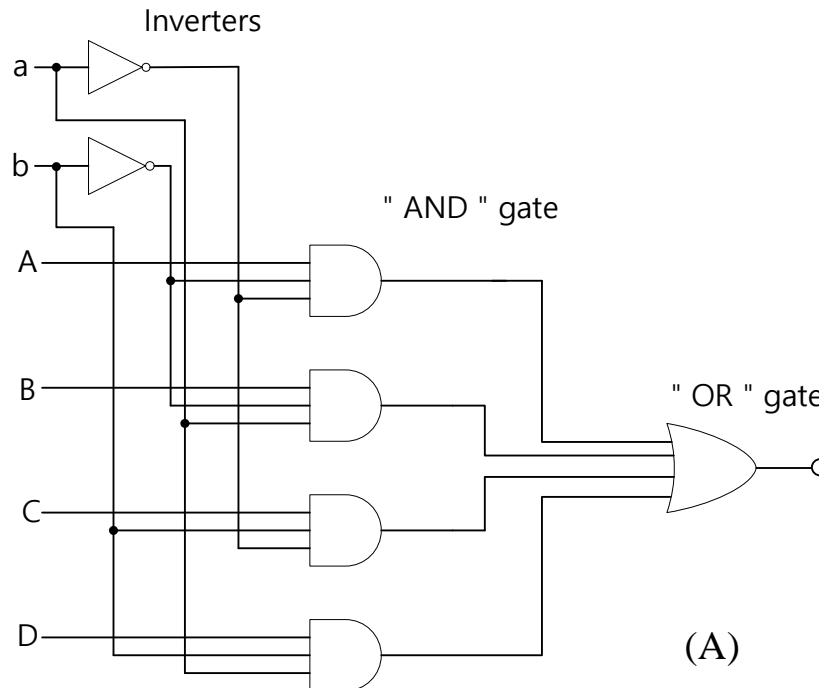 Inverters
a
b
" AND " gate
A
B
" OR " gate
C
D
(A)